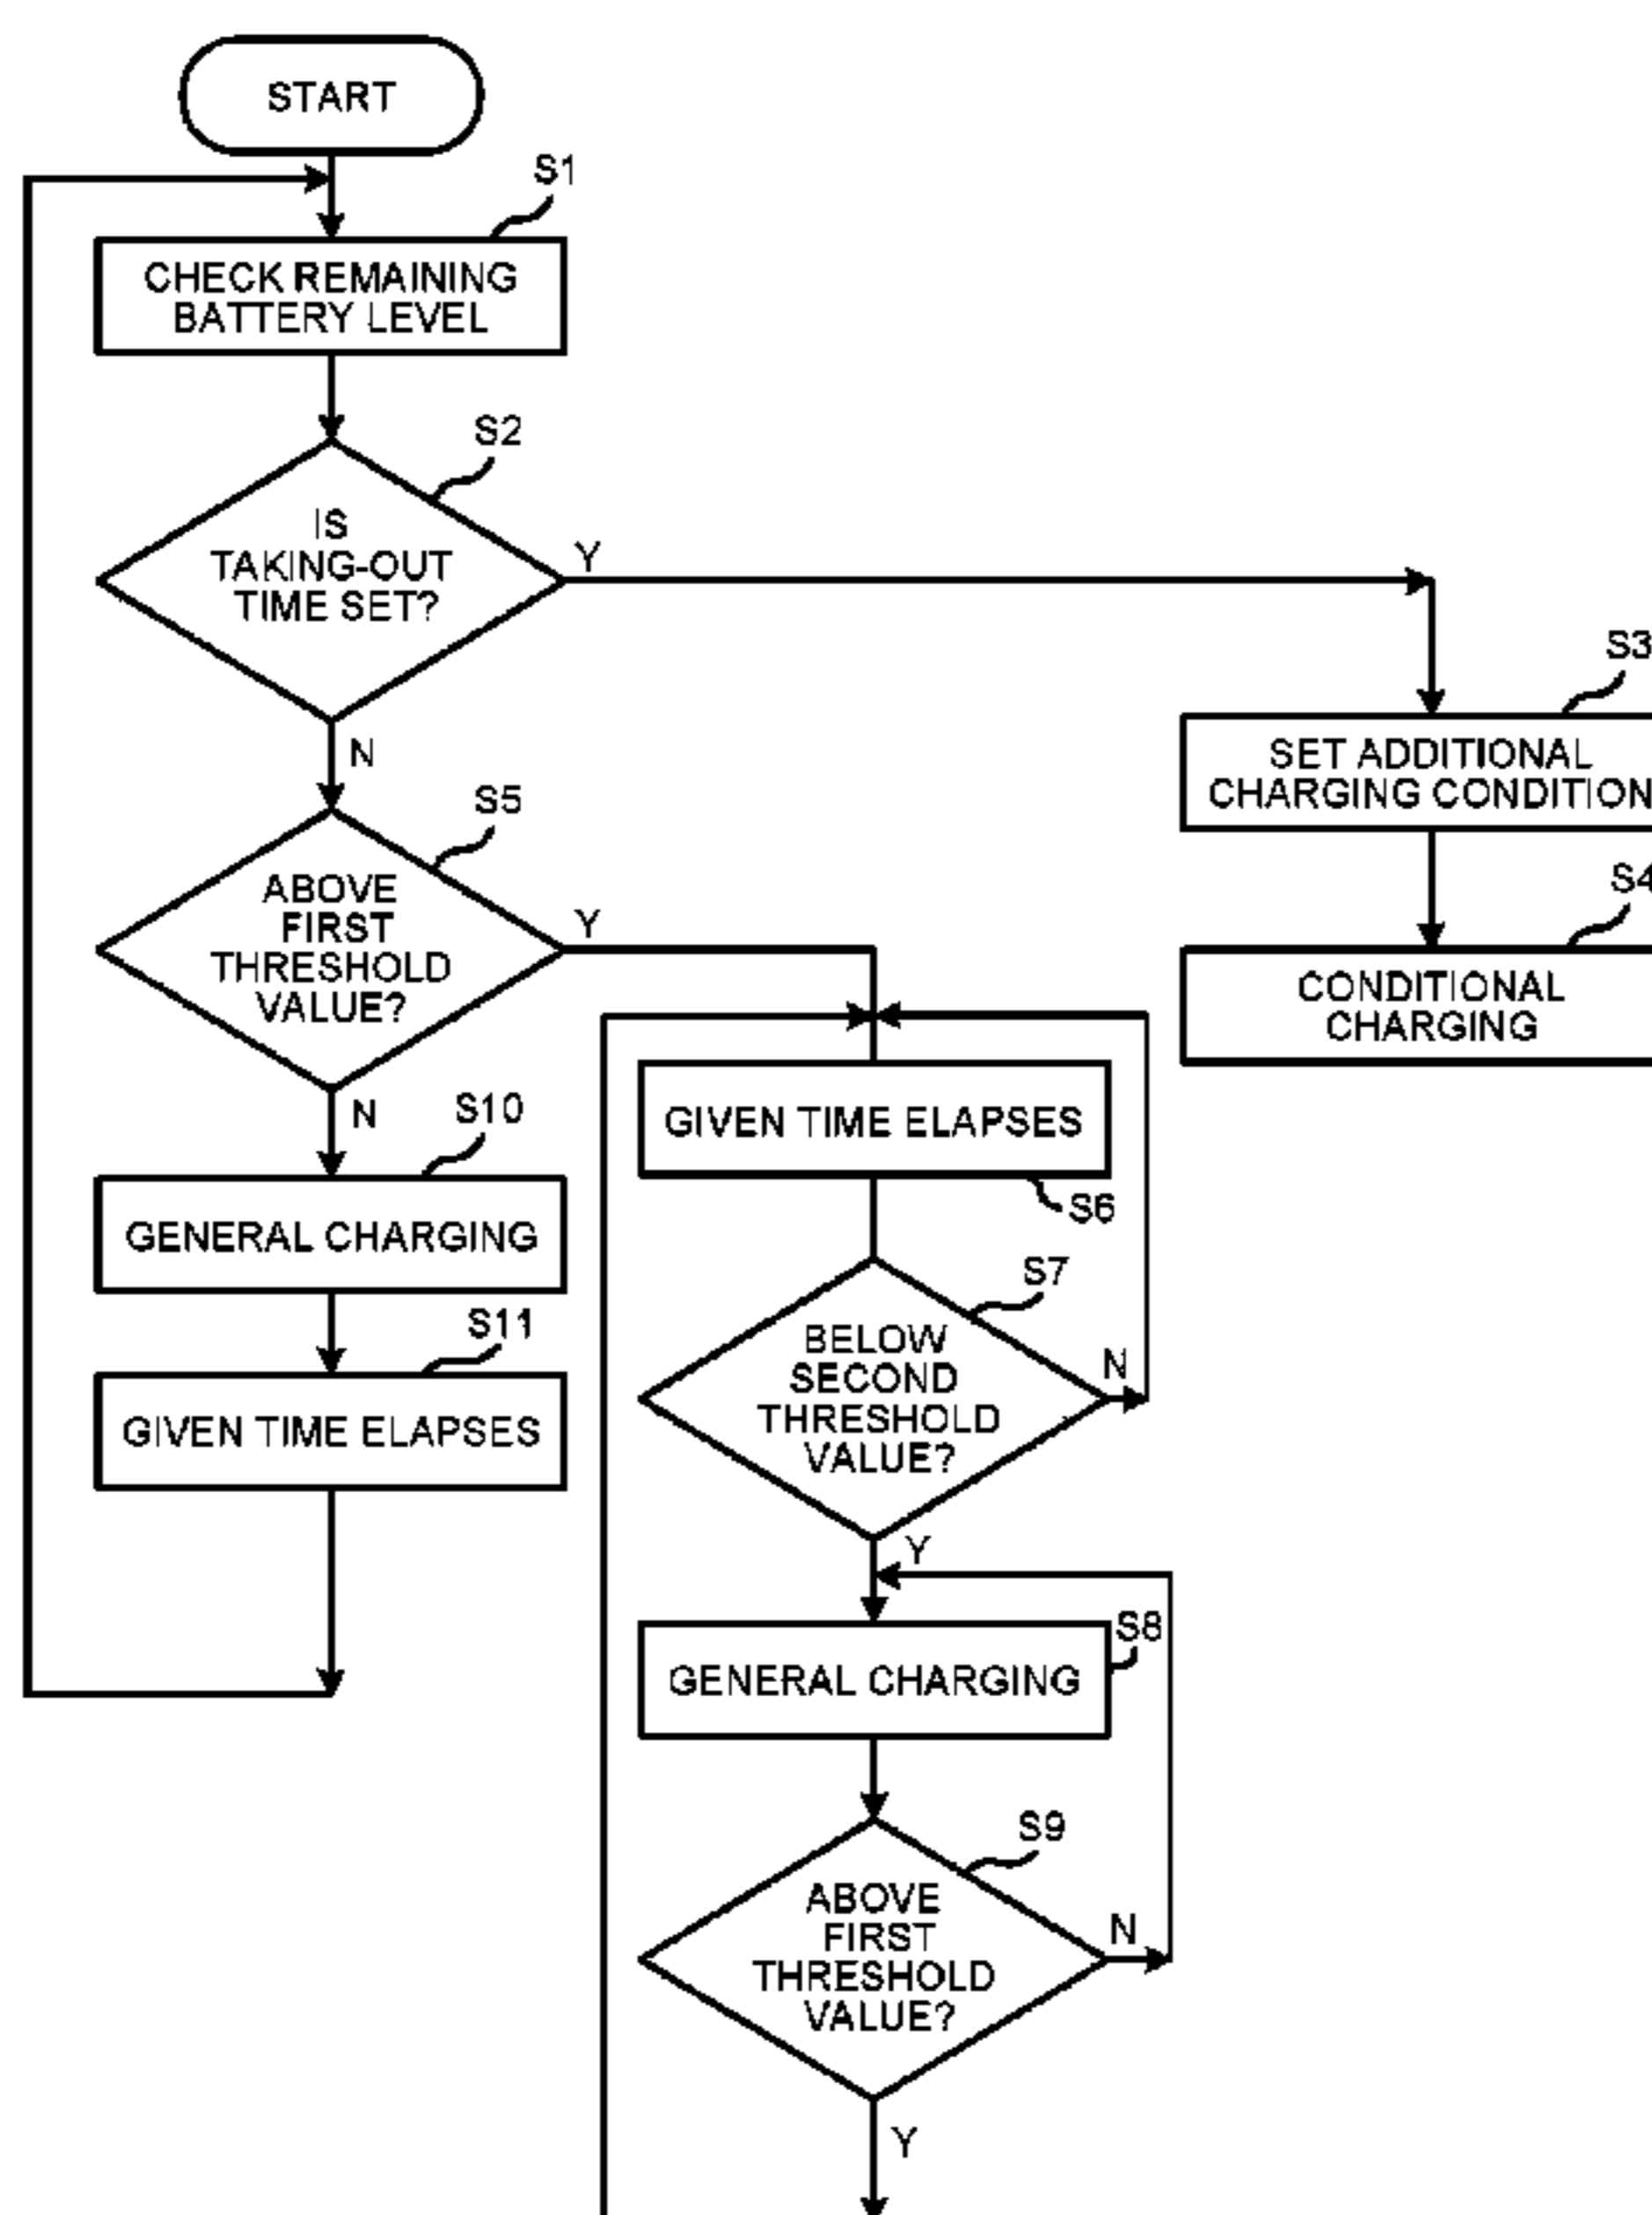 START
S1
CHECK REMAINING
BATTERY LEVEL
S2
IS
TAKING-OUT
TIME SET?
Y
N
S3
SET ADDITIONAL
CHARGING CONDITION
S4
CONDITIONAL
CHARGING
S5
ABOVE
FIRST
THRESHOLD
VALUE?
Y
N
S10
GENERAL CHARGING
S11
GIVEN TIME ELAPSES
GIVEN TIME ELAPSES
S6
S7
BELOW
SECOND
THRESHOLD
VALUE?
N
Y
S8
GENERAL CHARGING
S9
ABOVE
FIRST
THRESHOLD
VALUE?
N
Y